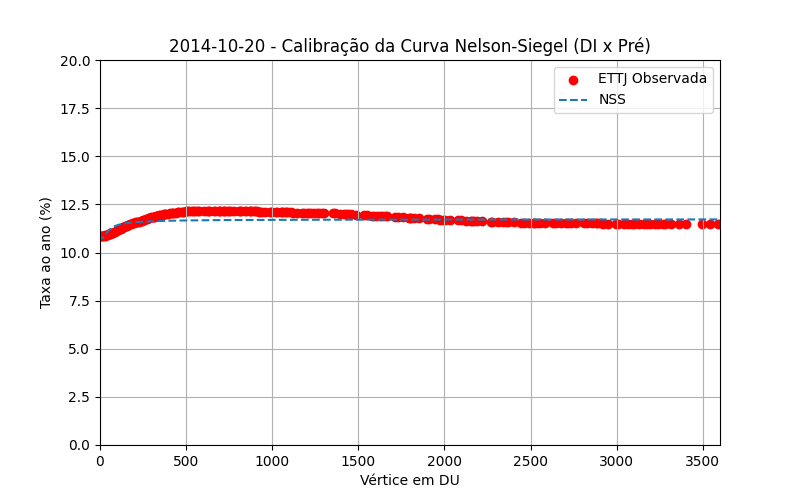 2014-10-20 - Calibração da Curva Nelson-Siegel (DI x Pré)
ETTJ Observada
NSS
Taxa ao ano (%)
20.0
17.5
15.0
12.5
10.0
7.5
5.0
2.5
0.0
0 500 1000 1500 2000 2500 3000 3500
Vértice em DU